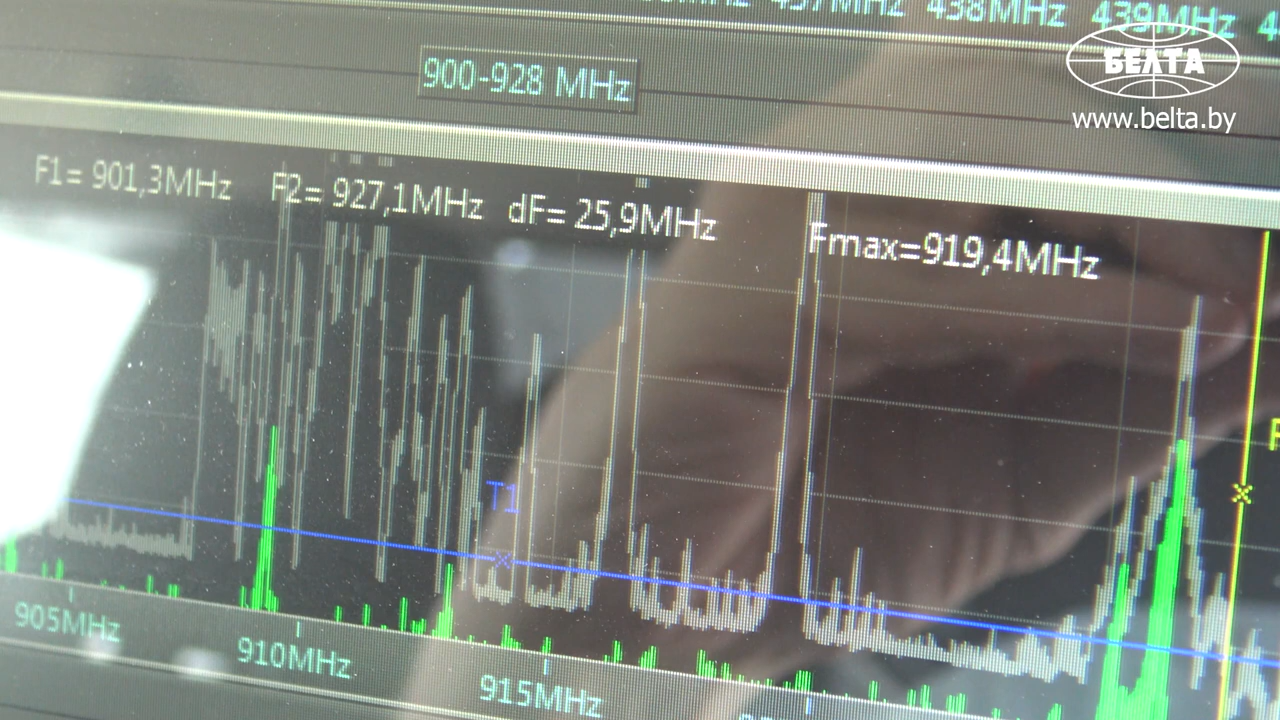 437MHz 438MHz 439MHz
БЕЛТА
www.belta.by
900-928 MHz
F1= 901,3MHz F2= 927,1MHz dF= 25,9MHz Fmax=919,4MHz
T1
905MHz 910MHz 915MHz